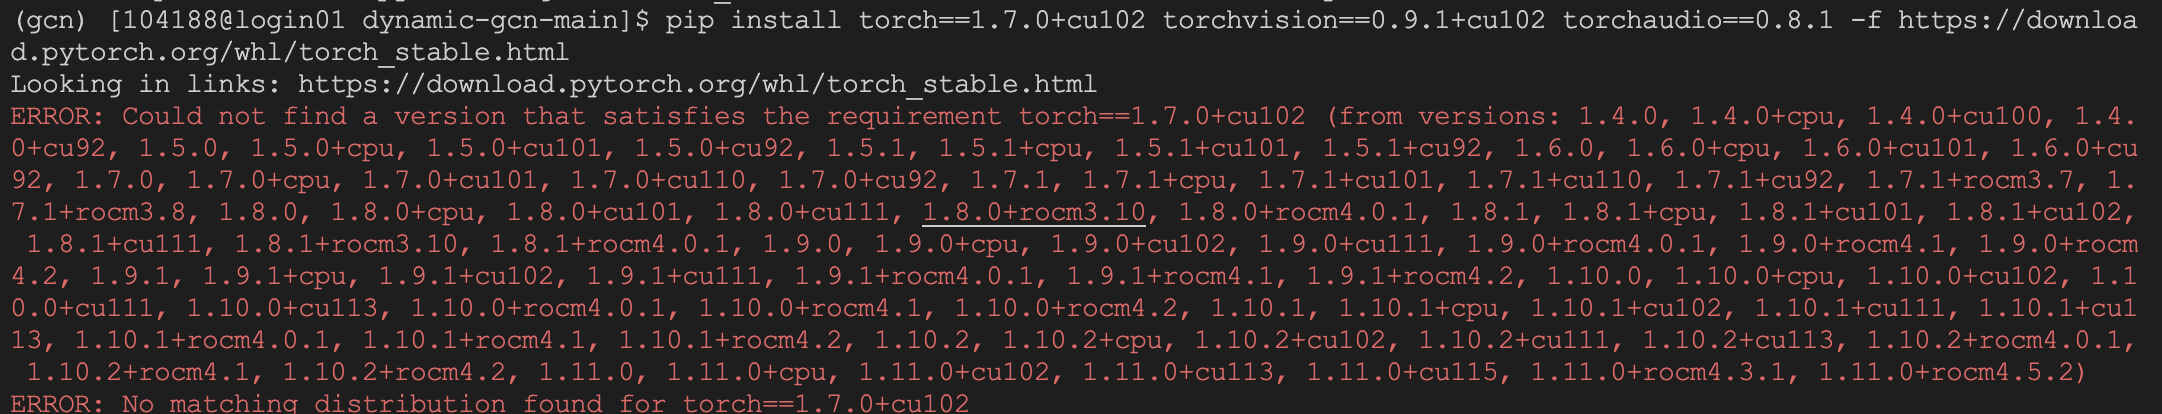 (gcn) [104188@login01 dynamic-gcn-main]$ pip install torch==1.7.0+cu102 torchvision==0.9.1+cu102 torchaudio==0.8.1 -f https://downloa
d.pytorch.org/whl/torch_stable.html
Looking in links: https://download.pytorch.org/whl/torch_stable.html
ERROR: Could not find a version that satisfies the requirement torch==1.7.0+cu102 (from versions: 1.4.0, 1.4.0+cpu, 1.4.0+cu100, 1.4.
0+cu92, 1.5.0, 1.5.0+cpu, 1.5.0+cu101, 1.5.0+cu92, 1.5.1, 1.5.1+cpu, 1.5.1+cu101, 1.5.1+cu92, 1.6.0, 1.6.0+cpu, 1.6.0+cu101, 1.6.0+cu
92, 1.7.0, 1.7.0+cpu, 1.7.0+cu101, 1.7.0+cu110, 1.7.0+cu92, 1.7.1, 1.7.1+cpu, 1.7.1+cu101, 1.7.1+cu110, 1.7.1+cu92, 1.7.1+rocm3.7, 1.
7.1+rocm3.8, 1.8.0, 1.8.0+cpu, 1.8.0+cu101, 1.8.0+cu111, 1.8.0+rocm3.10, 1.8.0+rocm4.0.1, 1.8.1, 1.8.1+cpu, 1.8.1+cu101, 1.8.1+cu102,
1.8.1+cu111, 1.8.1+rocm3.10, 1.8.1+rocm4.0.1, 1.9.0, 1.9.0+cpu, 1.9.0+cu102, 1.9.0+cu111, 1.9.0+rocm4.0.1, 1.9.0+rocm4.1, 1.9.0+rocm
4.2, 1.9.1, 1.9.1+cpu, 1.9.1+cu102, 1.9.1+cu111, 1.9.1+rocm4.0.1, 1.9.1+rocm4.1, 1.9.1+rocm4.2, 1.10.0, 1.10.0+cpu, 1.10.0+cu102, 1.1
0.0+cu111, 1.10.0+cu113, 1.10.0+rocm4.0.1, 1.10.0+rocm4.1, 1.10.0+rocm4.2, 1.10.1, 1.10.1+cpu, 1.10.1+cu102, 1.10.1+cu111, 1.10.1+cu1
13, 1.10.1+rocm4.0.1, 1.10.1+rocm4.1, 1.10.1+rocm4.2, 1.10.2, 1.10.2+cpu, 1.10.2+cu102, 1.10.2+cu111, 1.10.2+cu113, 1.10.2+rocm4.0.1,
1.10.2+rocm4.1, 1.10.2+rocm4.2, 1.11.0, 1.11.0+cpu, 1.11.0+cu102, 1.11.0+cu113, 1.11.0+cu115, 1.11.0+rocm4.3.1, 1.11.0+rocm4.5.2)
ERROR: No matching distribution found for torch==1.7.0+cu102